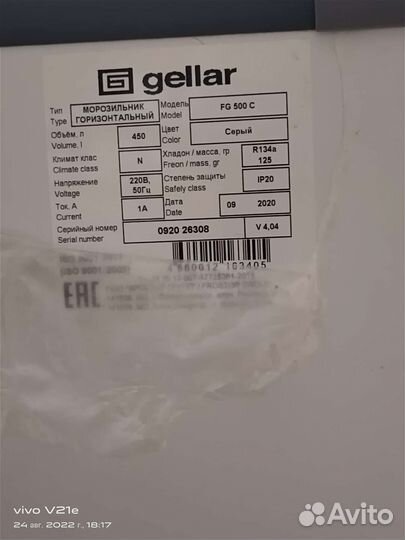 gellar
Тип
Type
МОРОЗИЛЬНИК
ГОРИЗОНТАЛЬНЫЙ
Модель
Model
FG 500 C
Объём, л
Volume, l
450
Цвет
Color
Серый
Климат клас
Climate class
N
Хладон / масса, гр
Freon / mass, gr
R134a
125
Напряжение
Voltage
220В,
50Гц
Степень защиты
Safely class
IP20
Ток, А
Current
1А
Дата
Date
09
2020
Серийный номер
Serial number
0920 26308
V 4,04
EAC
vivo V21e
24 авг. 2022 г., 18:17
Avito